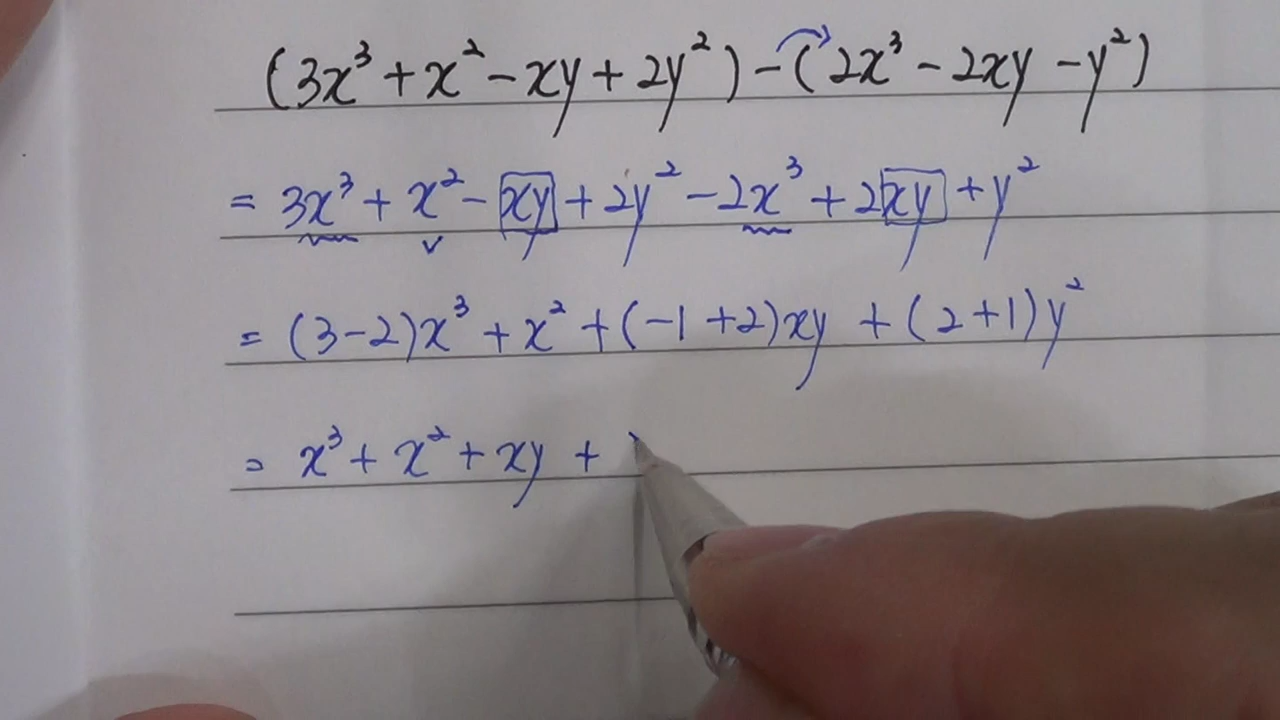 (3x³ + x² - xy + 2y²) - (2x³ - 2xy - y²)
= 3x³ + x² - xy + 2y² - 2x³ + 2xy + y²
= (3-2)x³ + x² + (-1+2)xy + (2+1)y²
= x³ + x² + xy +